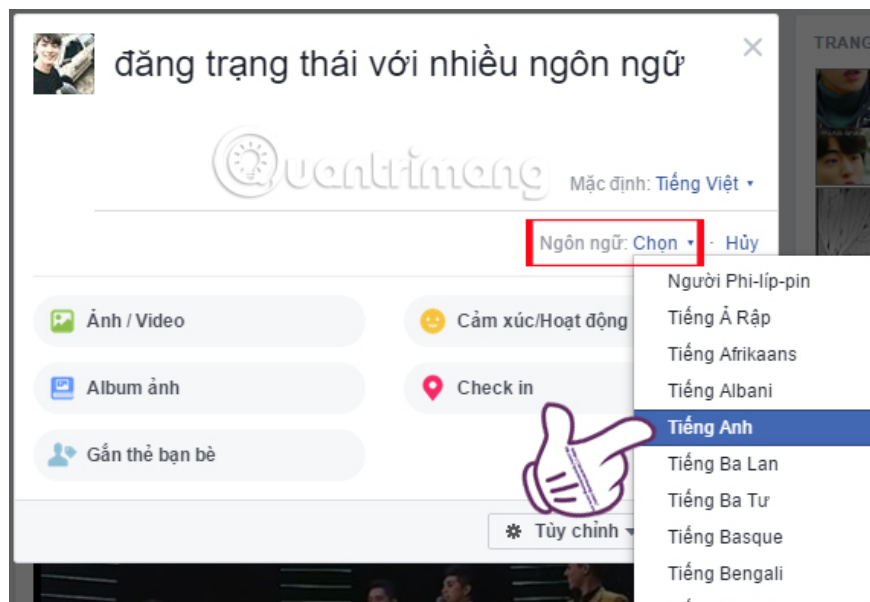 TRANG
đăng trạng thái với nhiều ngôn ngữ
Quantrimang
Mặc định: Tiếng Việt
Ngôn ngữ: Chọn · Hủy
Người Phi-líp-pin
Ảnh / Video
Cảm xúc/Hoạt động
Tiếng Ả Rập
Tiếng Afrikaans
Album ảnh
Check in
Tiếng Albani
Tiếng Anh
Gắn thẻ bạn bè
Tiếng Ba Lan
Tiếng Ba Tư
Tùy chỉnh
Tiếng Basque
Tiếng Bengali